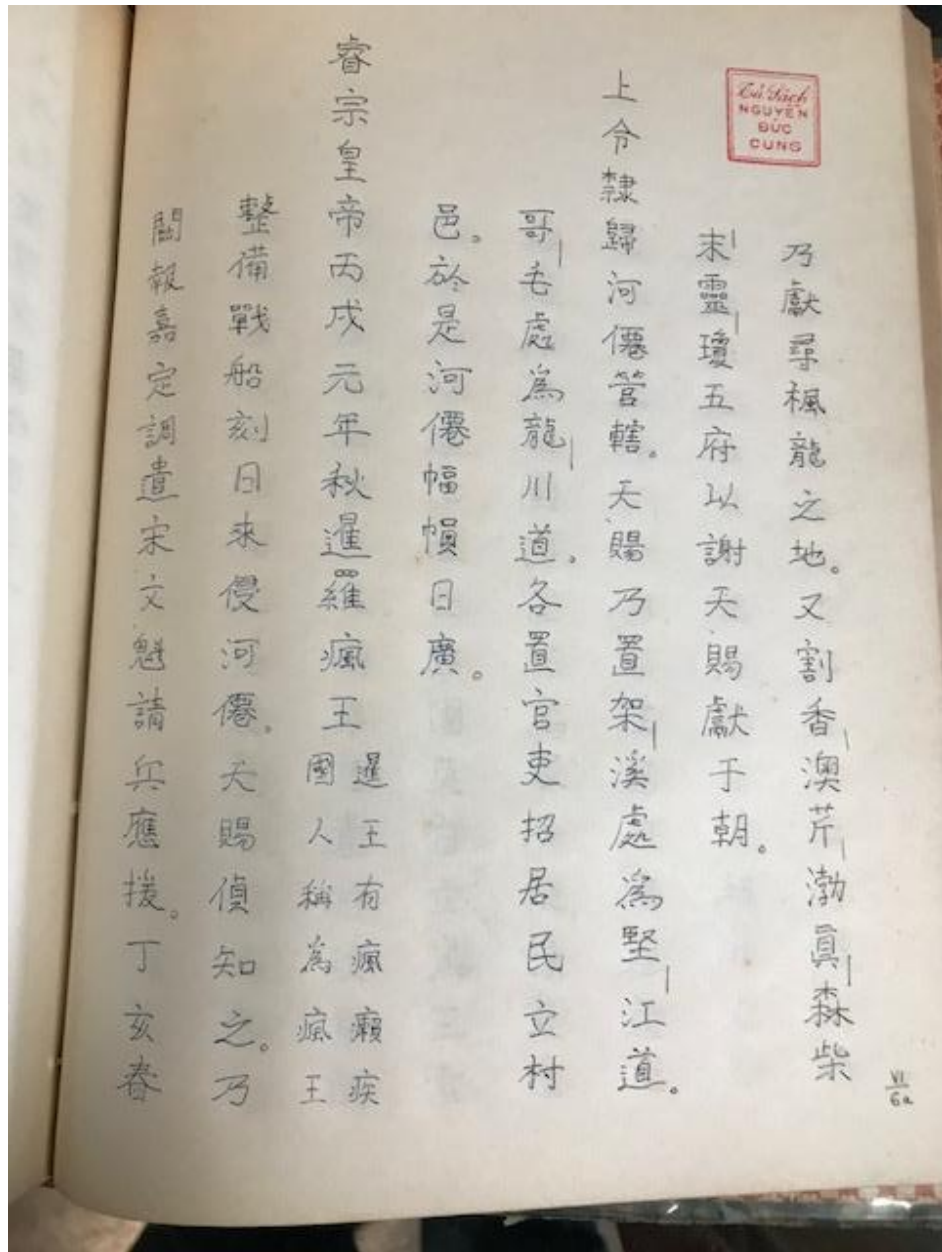 Tủ Sách
NGUYỄN
ĐỨC
CUNG
乃獻尋楓龍之地。又割香澳芹渤眞森柴
末靈瓊五府以謝天賜獻于朝。
上令隸歸河僊管轄。天賜乃置架溪處爲堅江道。
哥毛處爲龍川道。各置官吏招居民立村
邑。於是河僊幅帽日廣。
睿宗皇帝丙戌元年秋暹羅瘋王暹王有瘋癩疾國人稱為瘋王
整備戰船刻日來侵河僊。天賜偵知之。乃
關報嘉定調遣宋文魁請兵應援。丁亥春
VI
6a